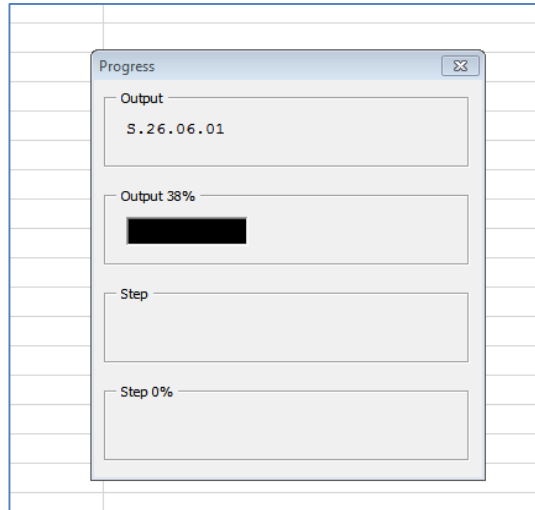 Progress
Output
S.26.06.01
Output 38%
Step
Step 0%